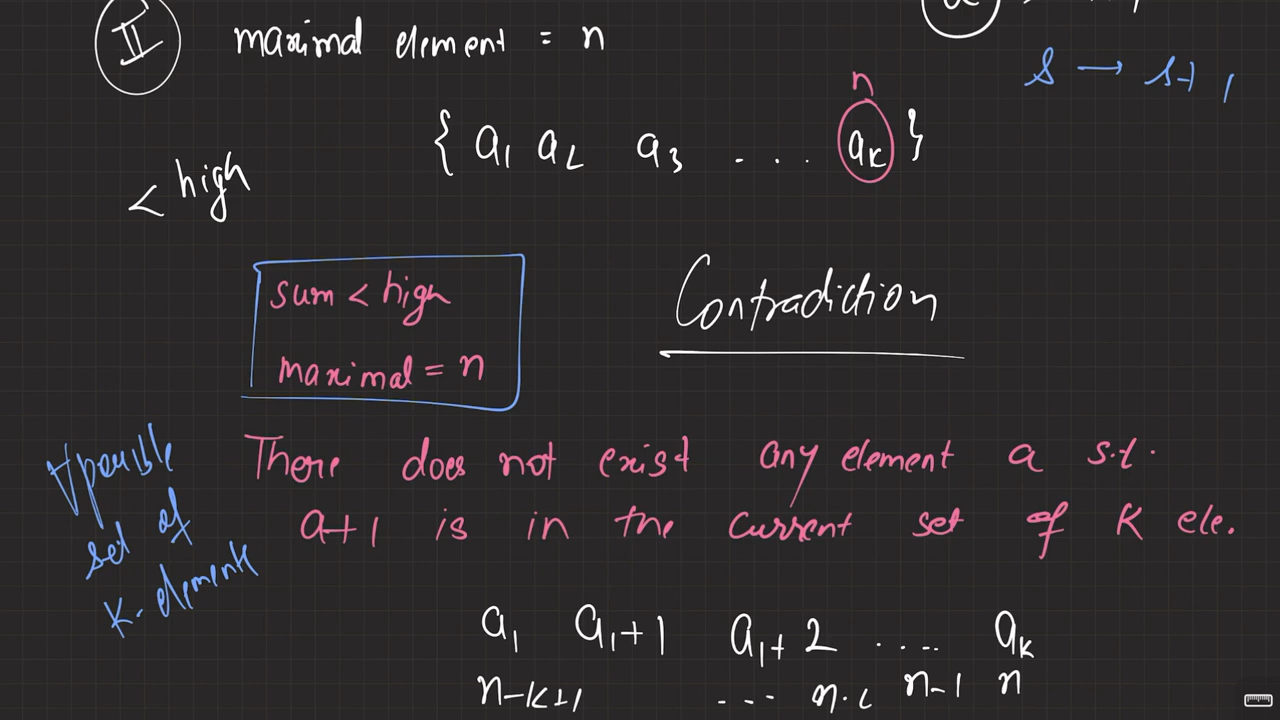 II maximal element = n
s → s+1
n
{ a1 a2 a3 .... ak }
< high
sum < high
maximal = n
Contradiction
∀ possible
set of
K-elements
There does not exist any element a s.t.
a+1 is in the current set of K ele.
a1 a1+1 a1+2 .... ak
n-k+1 ... n-2 n-1 n